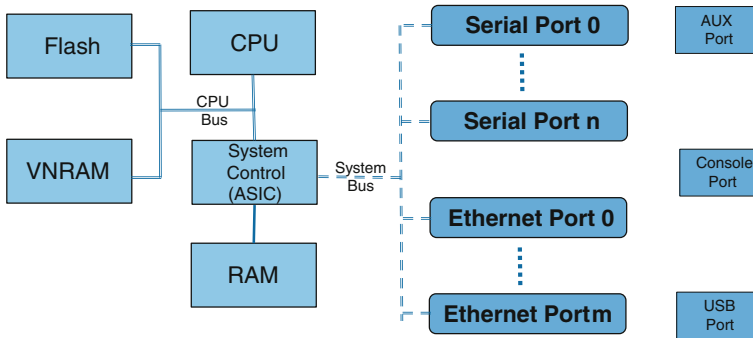 Flash
CPU
Serial Port 0
AUX
Port
CPU
Bus
Serial Port n
VNRAM
System
Control
(ASIC)
System
Bus
Console
Port
Ethernet Port 0
RAM
Ethernet Portm
USB
Port